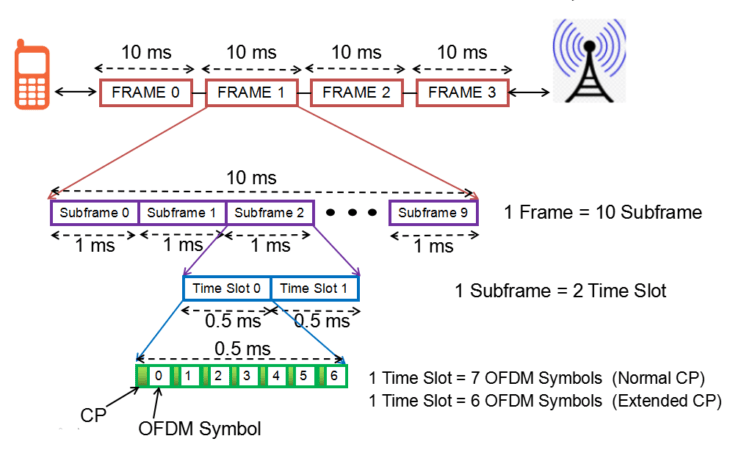 10 ms 10 ms 10 ms 10 ms
FRAME 0 FRAME 1 FRAME 2 FRAME 3
10 ms
Subframe 0 Subframe 1 Subframe 2 Subframe 9 1 Frame = 10 Subframe
1 ms 1 ms 1 ms 1 ms
Time Slot 0 Time Slot 1 1 Subframe = 2 Time Slot
0.5 ms 0.5 ms
0.5 ms
0 1 2 3 4 5 6 1 Time Slot = 7 OFDM Symbols (Normal CP)
1 Time Slot = 6 OFDM Symbols (Extended CP)
CP
OFDM Symbol